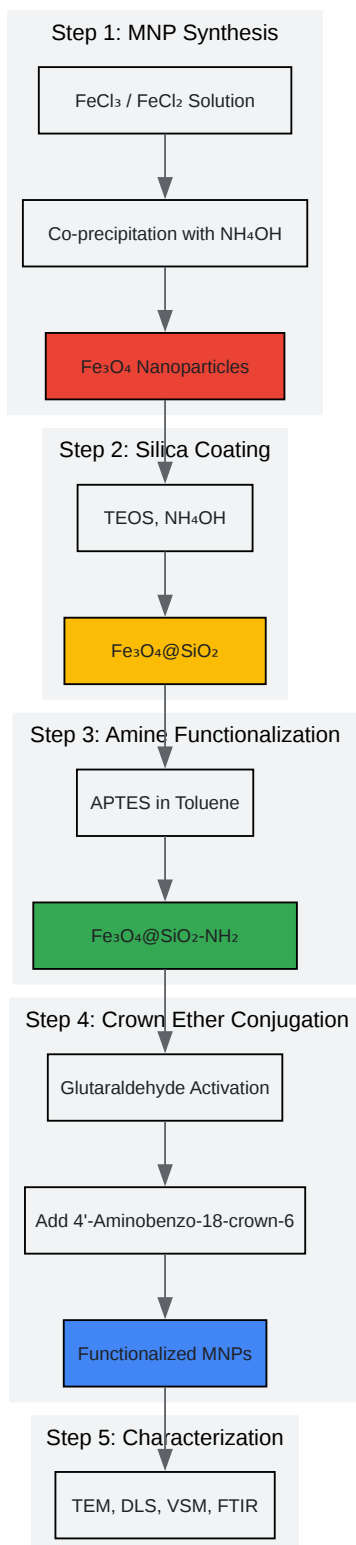 Step 1: MNP Synthesis
FeCl₃ / FeCl₂ Solution
Co-precipitation with NH₄OH
Fe₃O₄ Nanoparticles
Step 2: Silica Coating
TEOS, NH₄OH
Fe₃O₄@SiO₂
Step 3: Amine Functionalization
APTES in Toluene
Fe₃O₄@SiO₂-NH₂
Step 4: Crown Ether Conjugation
Glutaraldehyde Activation
Add 4'-Aminobenzo-18-crown-6
Functionalized MNPs
Step 5: Characterization
TEM, DLS, VSM, FTIR